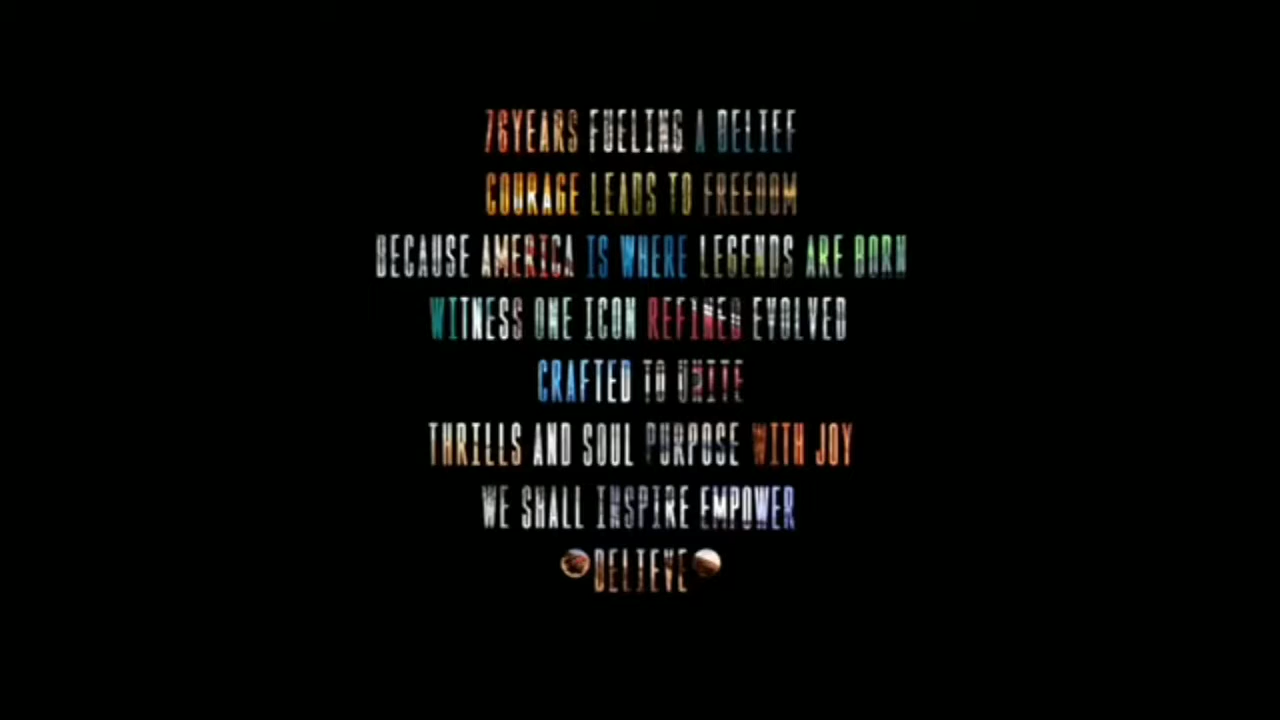 76YEARS FUELING A BELIEF
COURAGE LEADS TO FREEDOM
BECAUSE AMERICA IS WHERE LEGENDS ARE BORN
WITNESS ONE ICON REFINED EVOLVED
CRAFTED TO UNITE
THRILLS AND SOUL PURPOSE WITH JOY
WE SHALL INSPIRE EMPOWER
BELIEVE